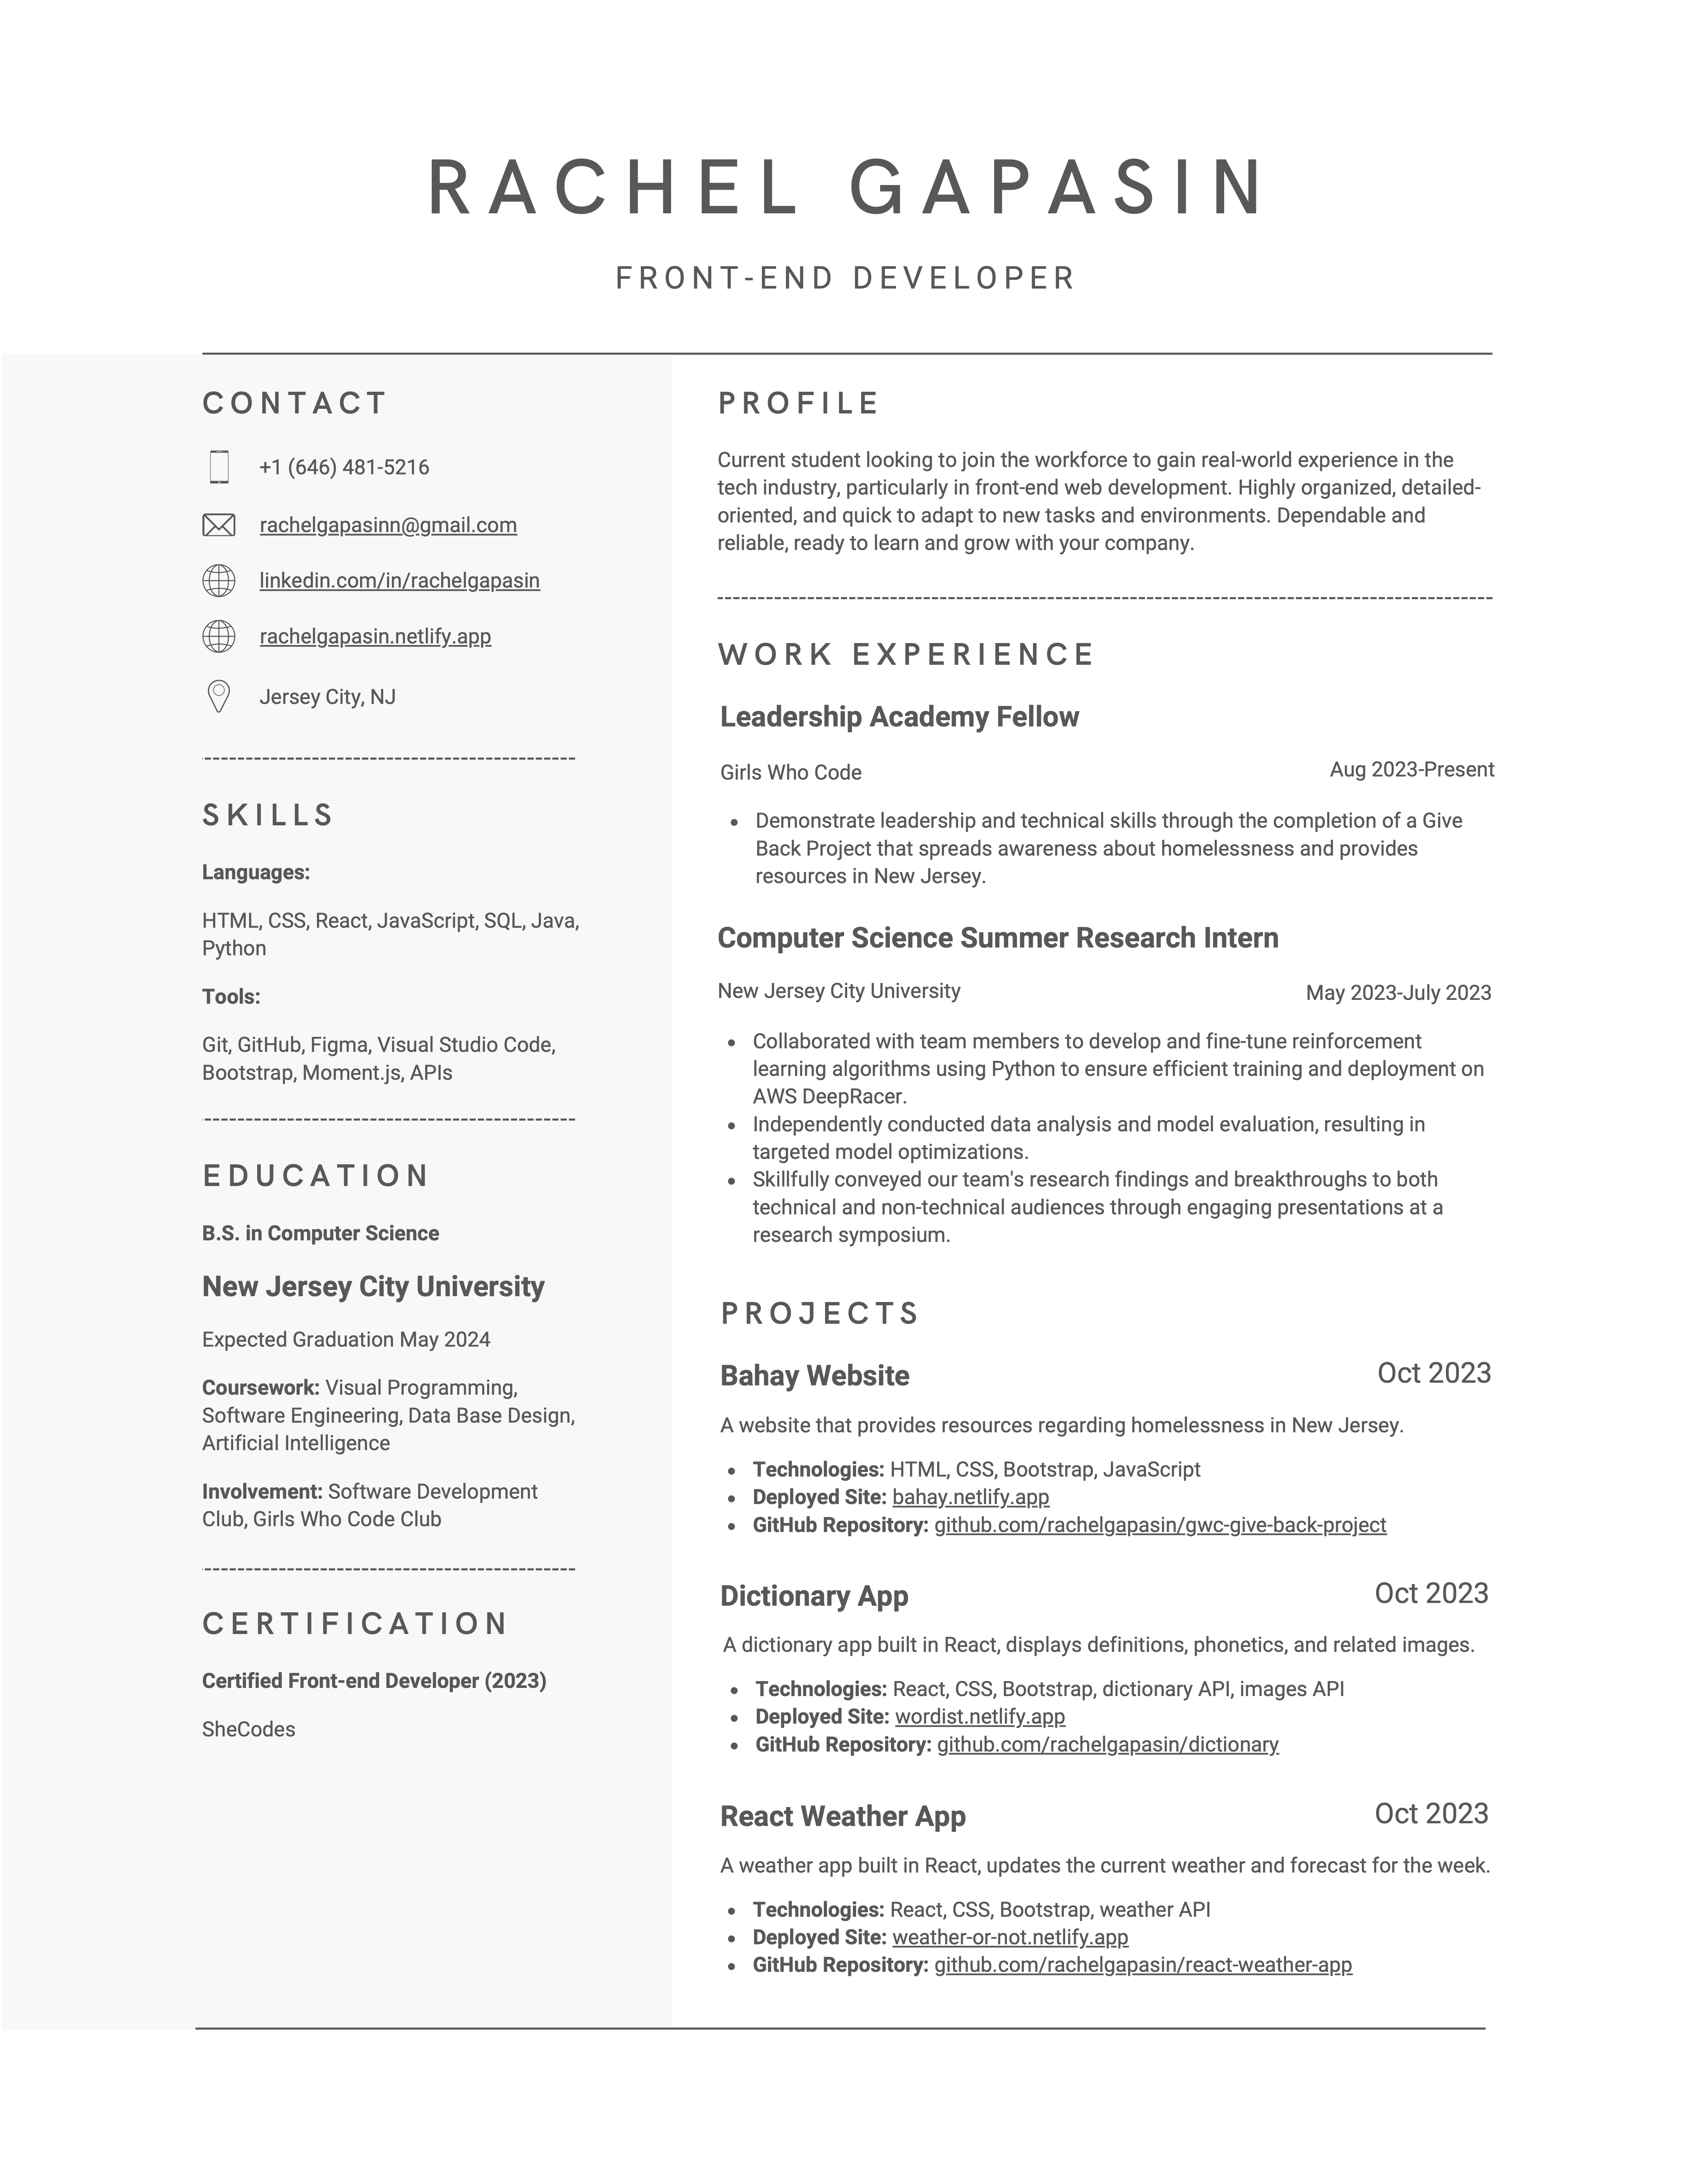 RACHEL GAPASIN
FRONT-END DEVELOPER
CONTACT
+1 (646) 481-5216
rachelgapasinn@gmail.com
linkedin.com/in/rachelgapasin
rachelgapasin.netlify.app
Jersey City, NJ
SKILLS
Languages:
HTML, CSS, React, JavaScript, SQL, Java,
Python
Tools:
Git, GitHub, Figma, Visual Studio Code,
Bootstrap, Moment.js, APIs
EDUCATION
B.S. in Computer Science
New Jersey City University
Expected Graduation May 2024
Coursework: Visual Programming,
Software Engineering, Data Base Design,
Artificial Intelligence
Involvement: Software Development
Club, Girls Who Code Club
CERTIFICATION
Certified Front-end Developer (2023)
SheCodes
PROFILE
Current student looking to join the workforce to gain real-world experience in the
tech industry, particularly in front-end web development. Highly organized, detailed-
oriented, and quick to adapt to new tasks and environments. Dependable and
reliable, ready to learn and grow with your company.
WORK EXPERIENCE
Leadership Academy Fellow
Girls Who Code Aug 2023-Present
• Demonstrate leadership and technical skills through the completion of a Give
Back Project that spreads awareness about homelessness and provides
resources in New Jersey.
Computer Science Summer Research Intern
New Jersey City University May 2023-July 2023
• Collaborated with team members to develop and fine-tune reinforcement
learning algorithms using Python to ensure efficient training and deployment on
AWS DeepRacer.
• Independently conducted data analysis and model evaluation, resulting in
targeted model optimizations.
• Skillfully conveyed our team's research findings and breakthroughs to both
technical and non-technical audiences through engaging presentations at a
research symposium.
PROJECTS
Bahay Website Oct 2023
A website that provides resources regarding homelessness in New Jersey.
• Technologies: HTML, CSS, Bootstrap, JavaScript
• Deployed Site: bahay.netlify.app
• GitHub Repository: github.com/rachelgapasin/gwc-give-back-project
Dictionary App Oct 2023
A dictionary app built in React, displays definitions, phonetics, and related images.
• Technologies: React, CSS, Bootstrap, dictionary API, images API
• Deployed Site: wordist.netlify.app
• GitHub Repository: github.com/rachelgapasin/dictionary
React Weather App Oct 2023
A weather app built in React, updates the current weather and forecast for the week.
• Technologies: React, CSS, Bootstrap, weather API
• Deployed Site: weather-or-not.netlify.app
• GitHub Repository: github.com/rachelgapasin/react-weather-app